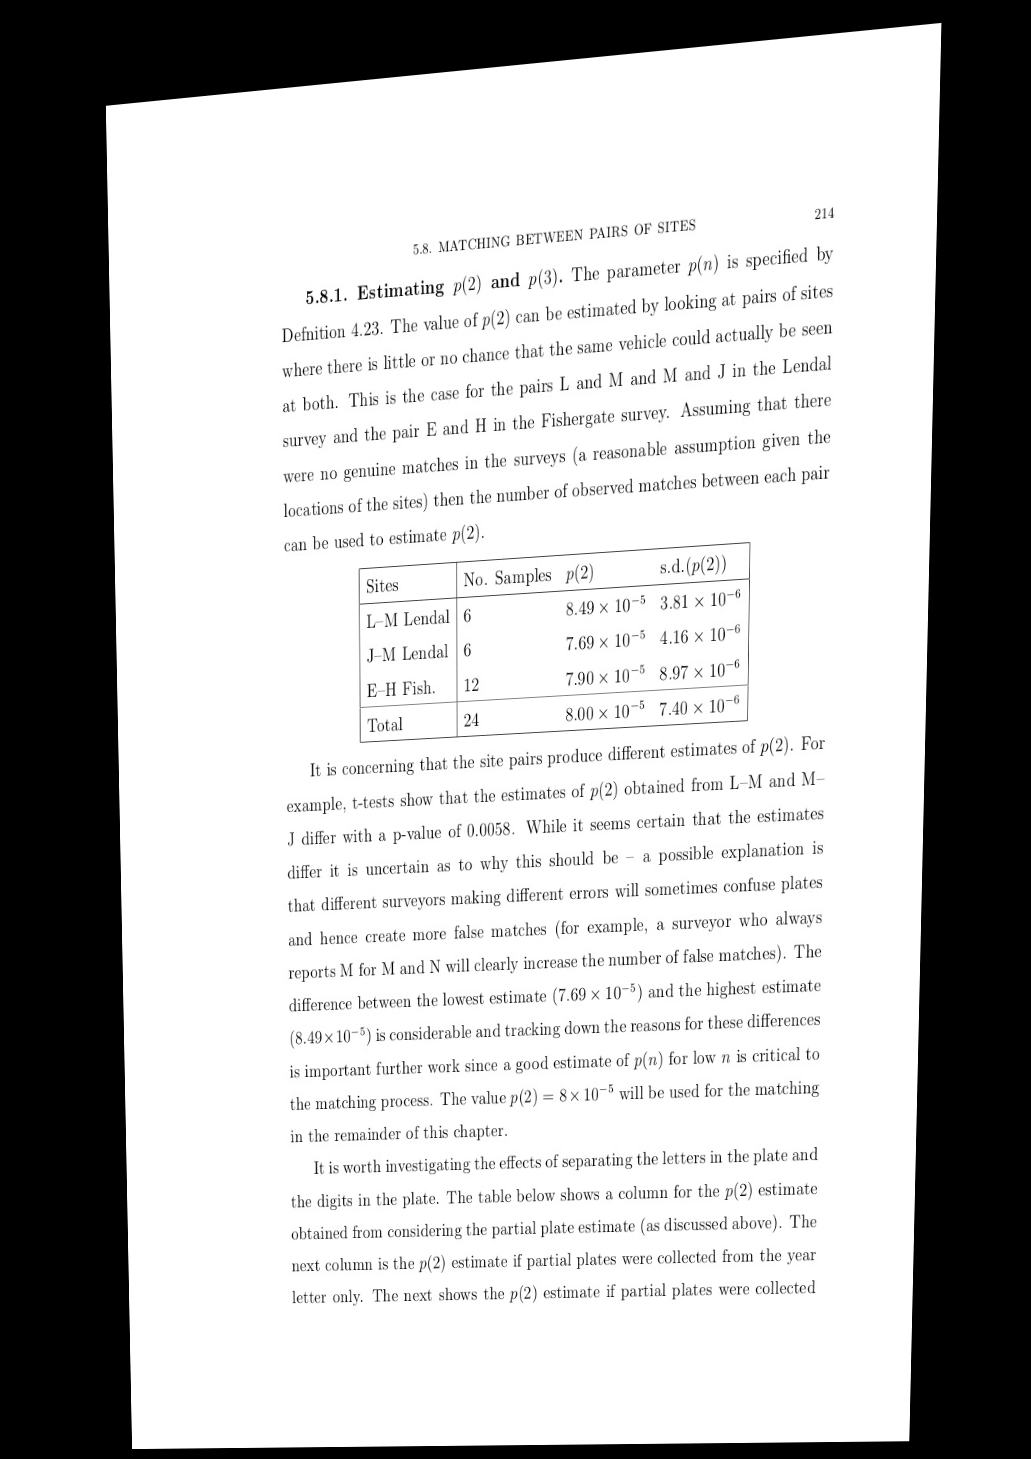 5.8. MATCHING BETWEEN PAIRS OF SITES 214
5.8.1. Estimating p(2) and p(3). The parameter p(n) is specified by
Defnition 4.23. The value of p(2) can be estimated by looking at pairs of sites
where there is little or no chance that the same vehicle could actually be seen
at both. This is the case for the pairs L and M and M and J in the Lendal
survey and the pair E and H in the Fishergate survey. Assuming that there
were no genuine matches in the surveys (a reasonable assumption given the
locations of the sites) then the number of observed matches between each pair
can be used to estimate p(2).
Sites No. Samples p(2) s.d.(p(2))
L–M Lendal 6 8.49 × 10⁻⁵ 3.81 × 10⁻⁶
J–M Lendal 6 7.69 × 10⁻⁵ 4.16 × 10⁻⁶
E–H Fish. 12 7.90 × 10⁻⁵ 8.97 × 10⁻⁶
Total 24 8.00 × 10⁻⁵ 7.40 × 10⁻⁶
It is concerning that the site pairs produce different estimates of p(2). For
example, t-tests show that the estimates of p(2) obtained from L–M and M–
J differ with a p-value of 0.0058. While it seems certain that the estimates
differ it is uncertain as to why this should be – a possible explanation is
that different surveyors making different errors will sometimes confuse plates
and hence create more false matches (for example, a surveyor who always
reports M for M and N will clearly increase the number of false matches). The
difference between the lowest estimate (7.69 × 10⁻⁵) and the highest estimate
(8.49×10⁻⁵) is considerable and tracking down the reasons for these differences
is important further work since a good estimate of p(n) for low n is critical to
the matching process. The value p(2) = 8 × 10⁻⁵ will be used for the matching
in the remainder of this chapter.
It is worth investigating the effects of separating the letters in the plate and
the digits in the plate. The table below shows a column for the p(2) estimate
obtained from considering the partial plate estimate (as discussed above). The
next column is the p(2) estimate if partial plates were collected from the year
letter only. The next shows the p(2) estimate if partial plates were collected